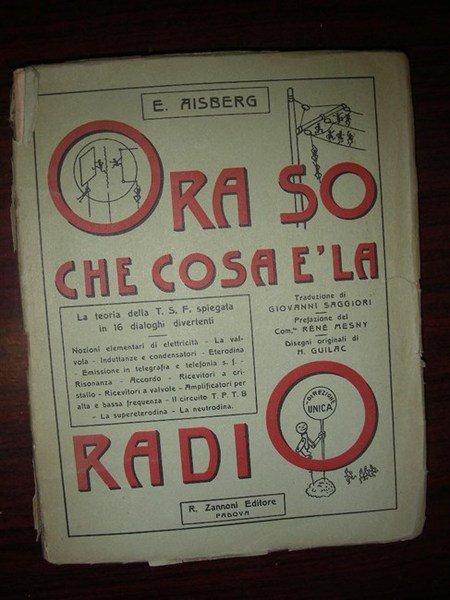 E. AISBERG
ORA SO
CHE COSA E'LA
La teoria della T. S. F. spiegata
in 16 dialoghi divertenti
Nozioni elementari di elettricità - La val-
vola - Induttanze e condensatori - Eterodina
- Emissione in telegrafia e telefonia s. f. -
Risonanza - Accordo - Ricevitori a cri-
stallo - Ricevitori a valvole - Amplificatori per
alta e bassa frequenza - Il circuito T. P. T. B
- La supereterodina - La neutrodina.
Traduzione di
GIOVANNI SAGGIORI
Prefazione del
Com.te RENÉ MESNY
Disegni originali di
H. GUILAC
DIREZIONE
UNICA
RADIO
R. Zannoni Editore
PADOVA